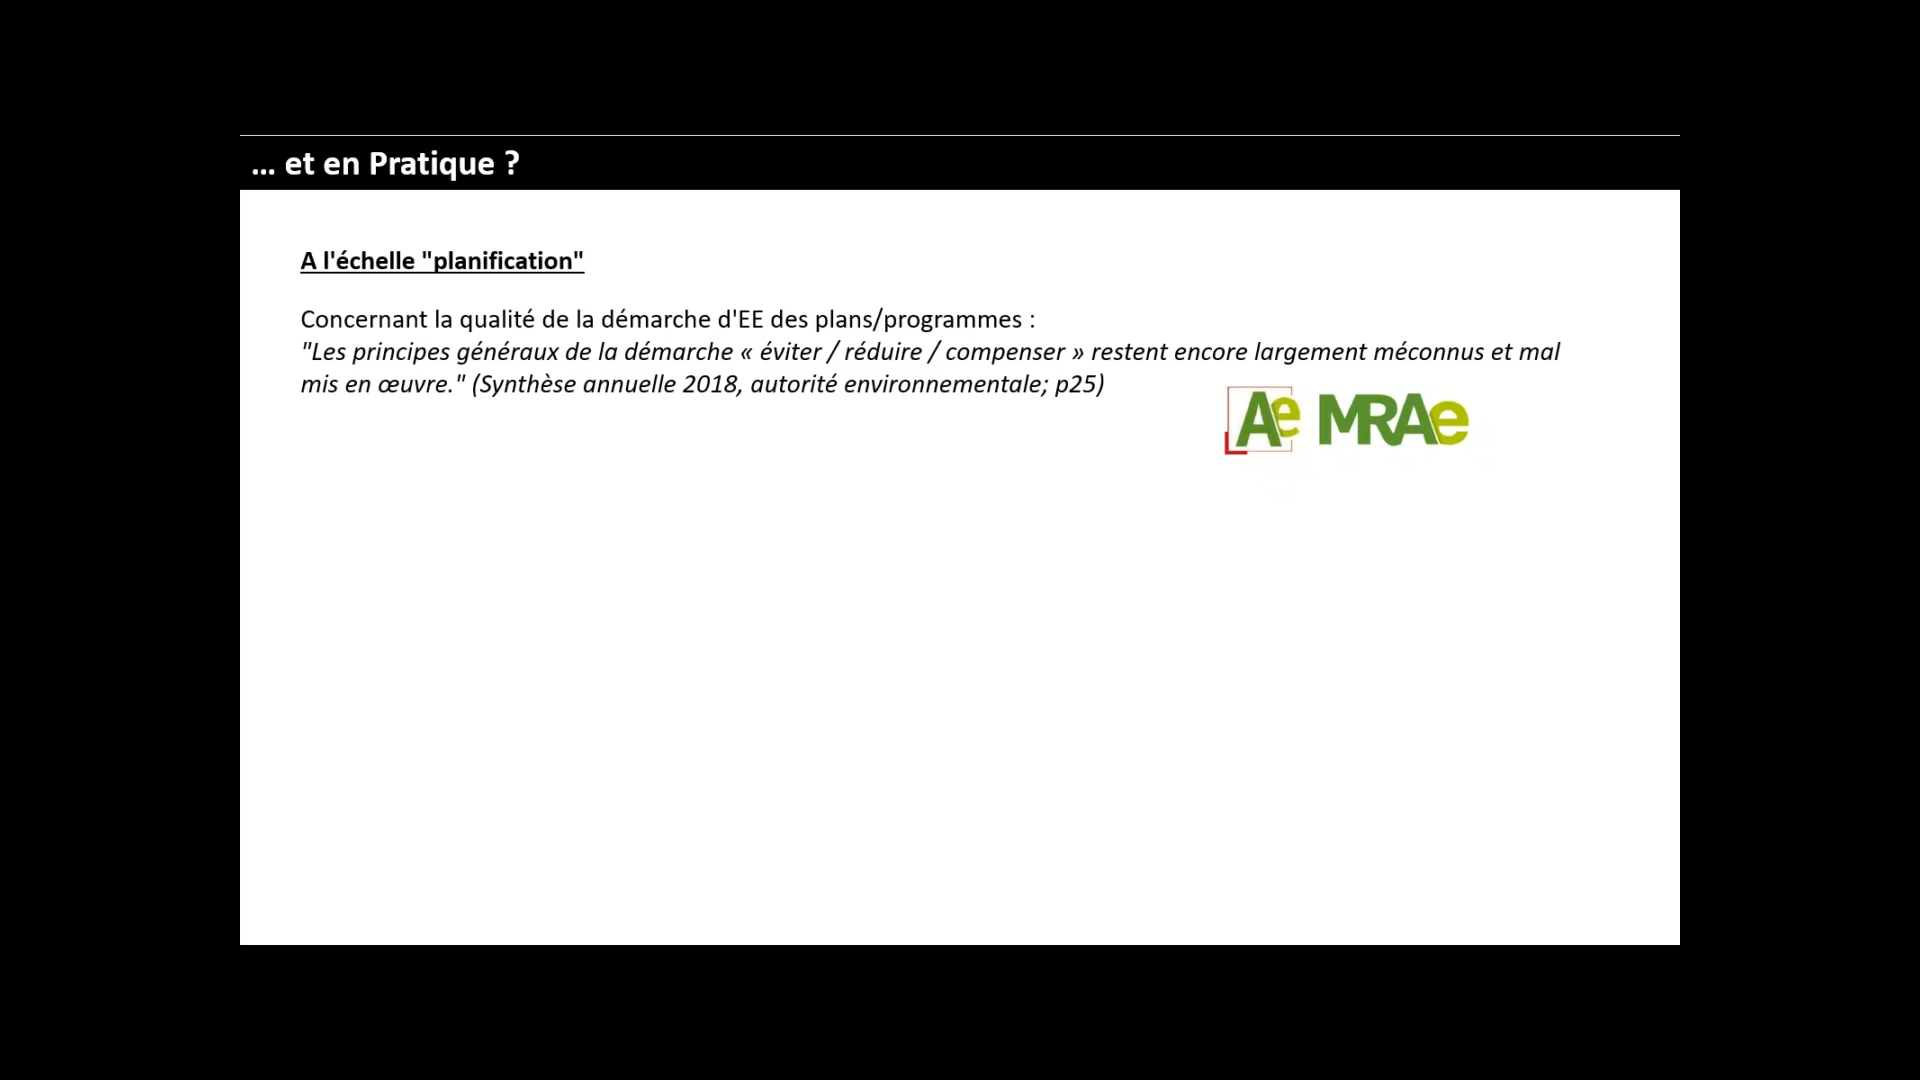 ... et en Pratique ?
A l'échelle "planification"
Concernant la qualité de la démarche d'EE des plans/programmes :
"Les principes généraux de la démarche « éviter / réduire / compenser » restent encore largement méconnus et mal
mis en œuvre." (Synthèse annuelle 2018, autorité environnementale; p25)
Ae MRAe